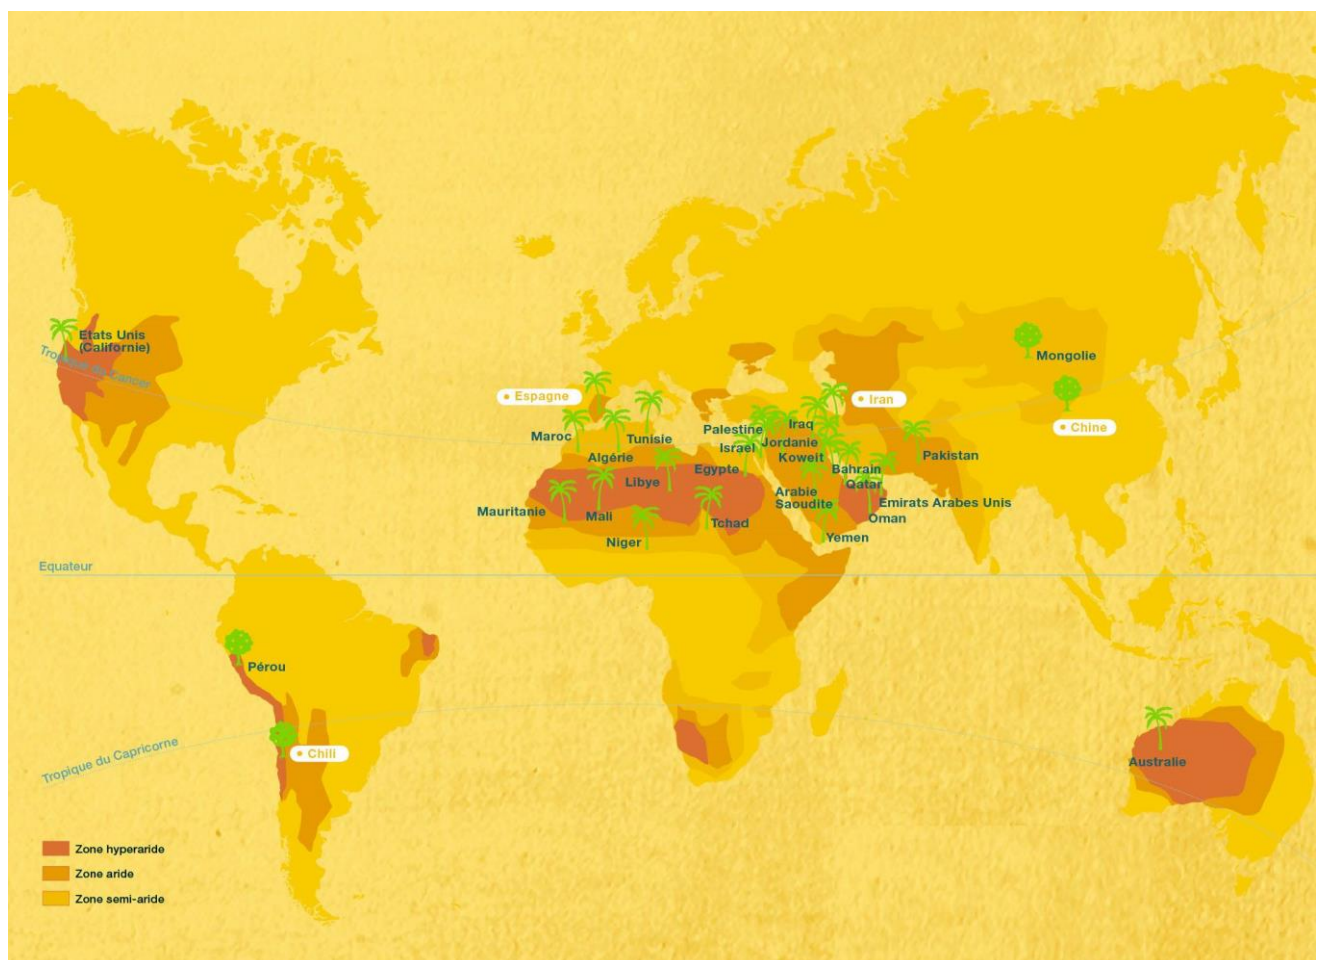 Etats Unis
(Californie)
Tropique du Cancer
Espagne
Iran
Mongolie
Chine
Maroc
Tunisie
Algérie
Libye
Palestine
Iraq
Israel
Jordanie
Koweit
Egypte
Bahrain
Qatar
Pakistan
Arabie
Saoudite
Emirats Arabes Unis
Oman
Yemen
Mauritanie
Mali
Niger
Tchad
Equateur
Pérou
Chili
Tropique du Capricorne
Australie
Zone hyperaride
Zone aride
Zone semi-aride